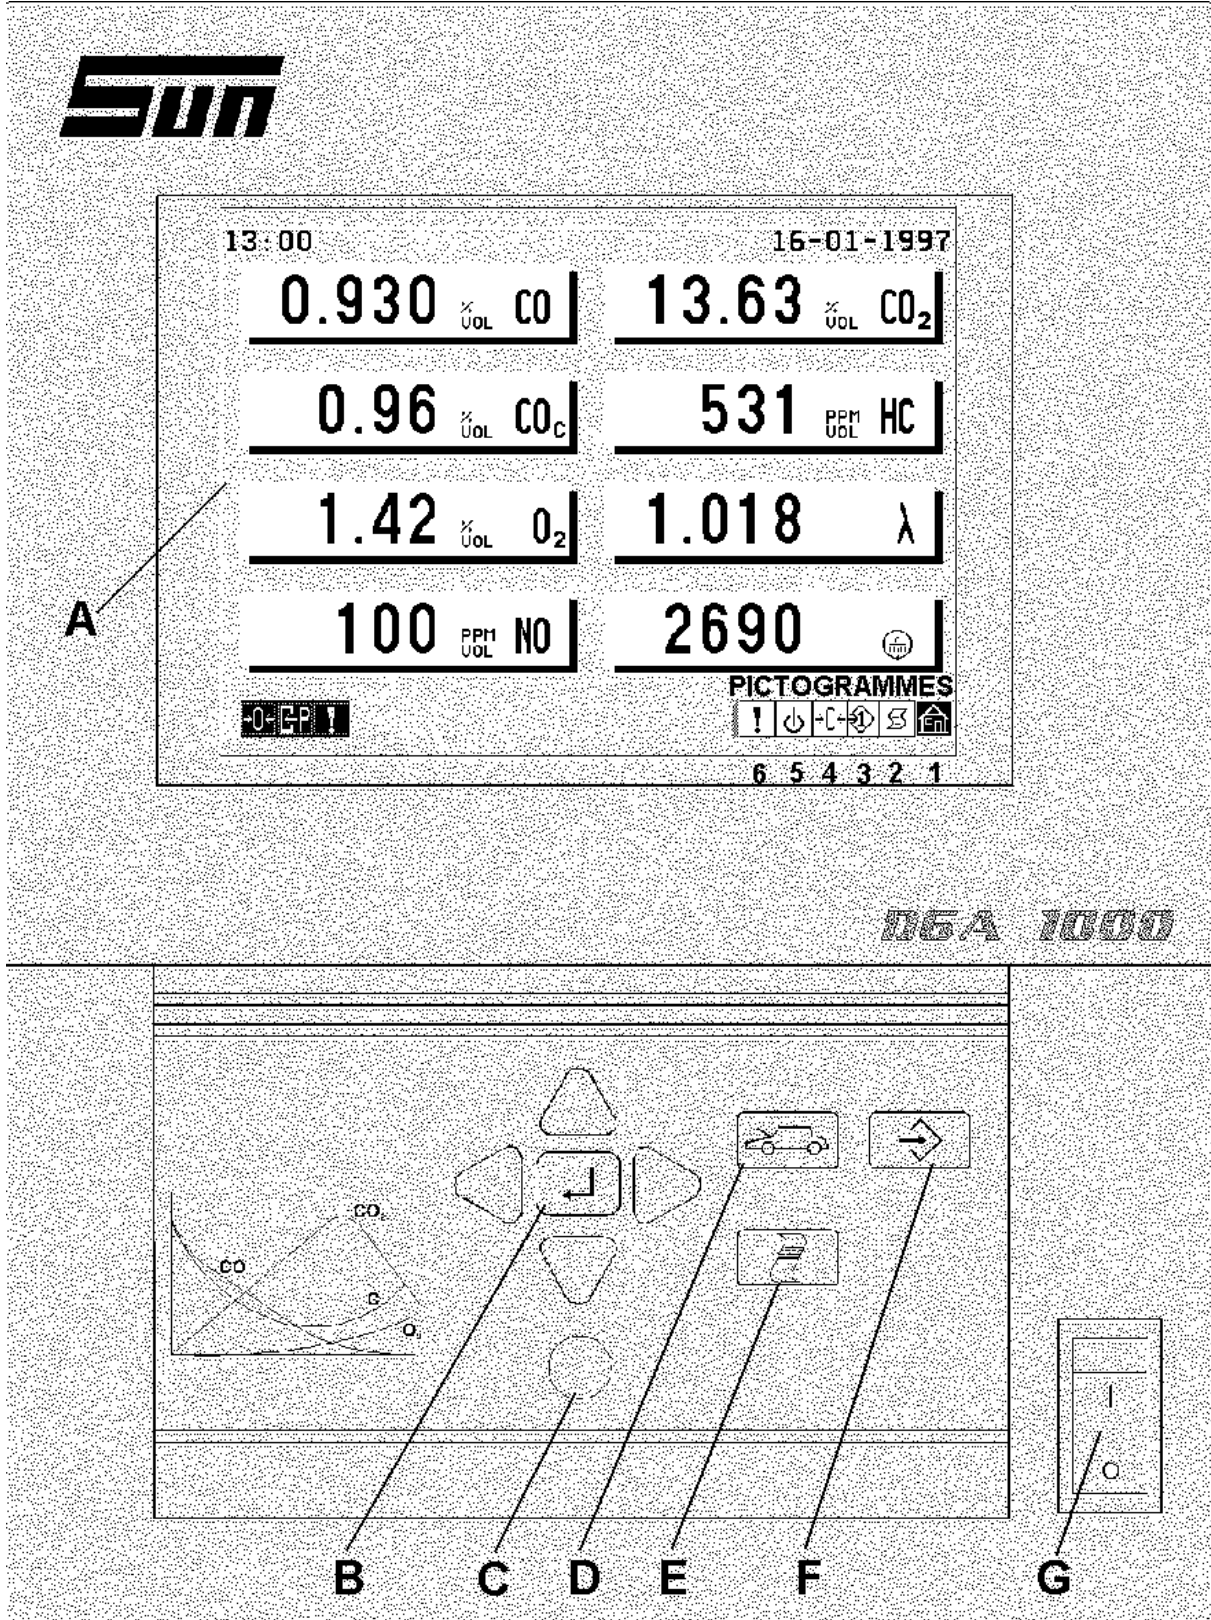 Sun
13:00 16-01-1997
0.930 % VOL CO 13.63 % VOL CO₂
0.96 % VOL COc 531 PPM VOL HC
1.42 % VOL O₂ 1.018 λ
100 PPM VOL NO 2690
PICTOGRAMMES
→0← ! ! →[← 1
6 5 4 3 2 1
A
DGA 1000
CO₂
CO
O₂
I
O
B C D E F G